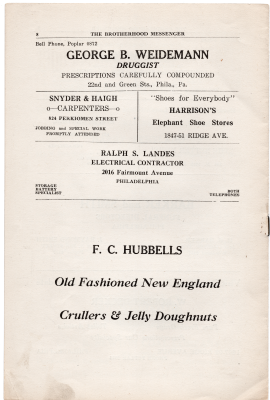 8 THE BROTHERHOOD MESSENGER
Bell Phone, Poplar 6872
GEORGE B. WEIDEMANN
DRUGGIST
PRESCRIPTIONS CAREFULLY COMPOUNDED
22nd and Green Sts., Phila., Pa.
SNYDER & HAIGH
o—CARPENTERS—o
824 PERKIOMEN STREET
JOBBING and SPECIAL WORK
PROMPTLY ATTENDED
"Shoes for Everybody"
HARRISON'S
Elephant Shoe Stores
1847-51 RIDGE AVE.
RALPH S. LANDES
ELECTRICAL CONTRACTOR
2016 Fairmount Avenue
PHILADELPHIA
STORAGE
BATTERY
SPECIALIST
BOTH
TELEPHONES
F. C. HUBBELLS
Old Fashioned New England
Crullers & Jelly Doughnuts